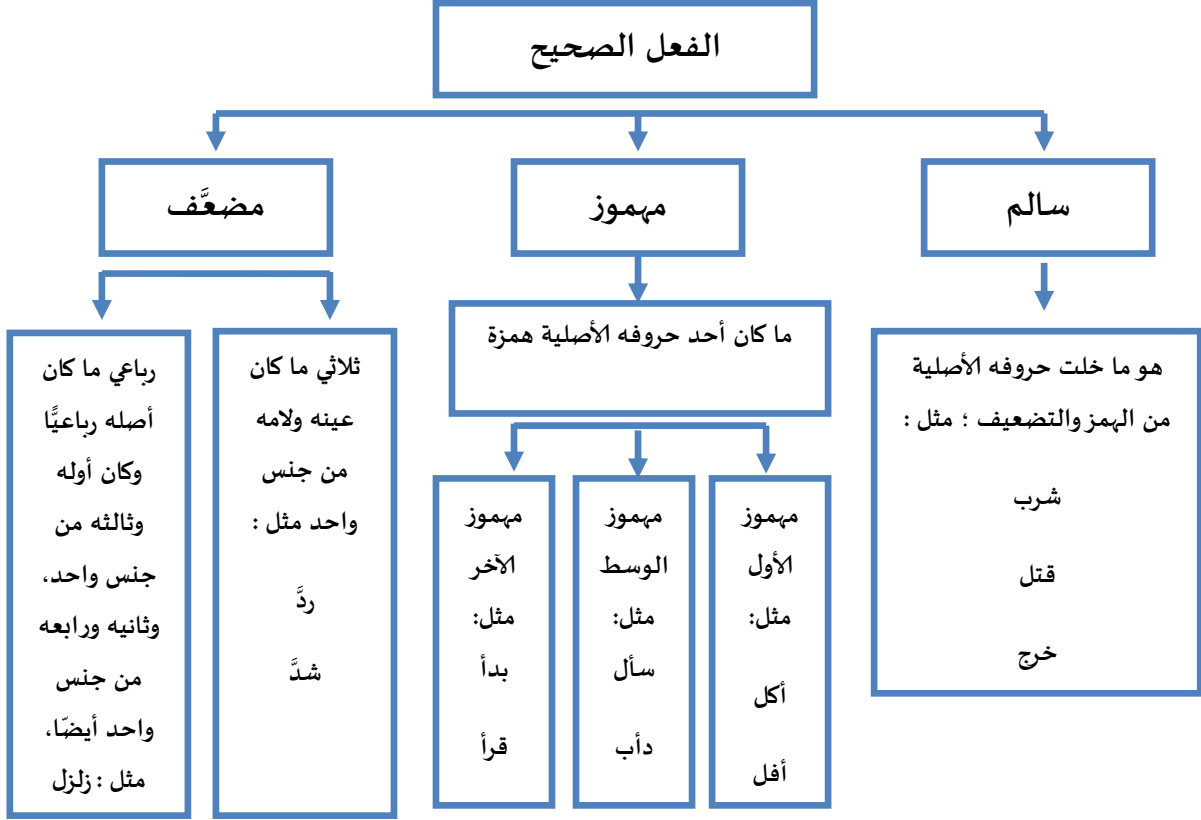 الفعل الصحيح
سالم
مهموز
مضعَّف
هو ما خلت حروفه الأصلية
من الهمز والتضعيف ؛ مثل :
شرب
قتل
خرج
ما كان أحد حروفه الأصلية همزة
مهموز
الأول
مثل:
أكل
أفل
مهموز
الوسط
مثل:
سأل
دأب
مهموز
الآخر
مثل:
بدأ
قرأ
ثلاثي ما كان
عينه ولامه
من جنس
واحد مثل :
ردَّ
شدَّ
رباعي ما كان
أصله رباعيًّا
وكان أوله
وثالثه من
جنس واحد،
وثانيه ورابعه
من جنس
واحد أيضًا،
مثل : زلزل